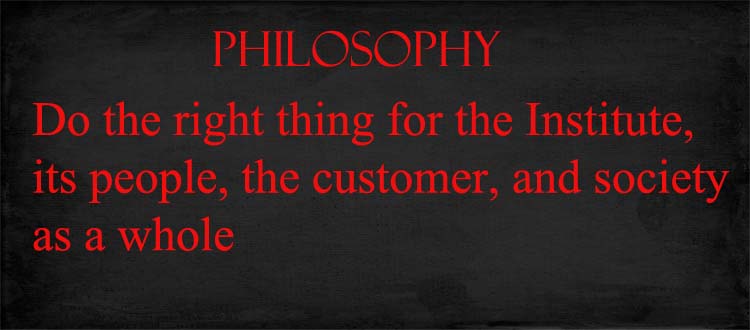 PHILOSOPHY
Do the right thing for the Institute,
its people, the customer, and society
as a whole